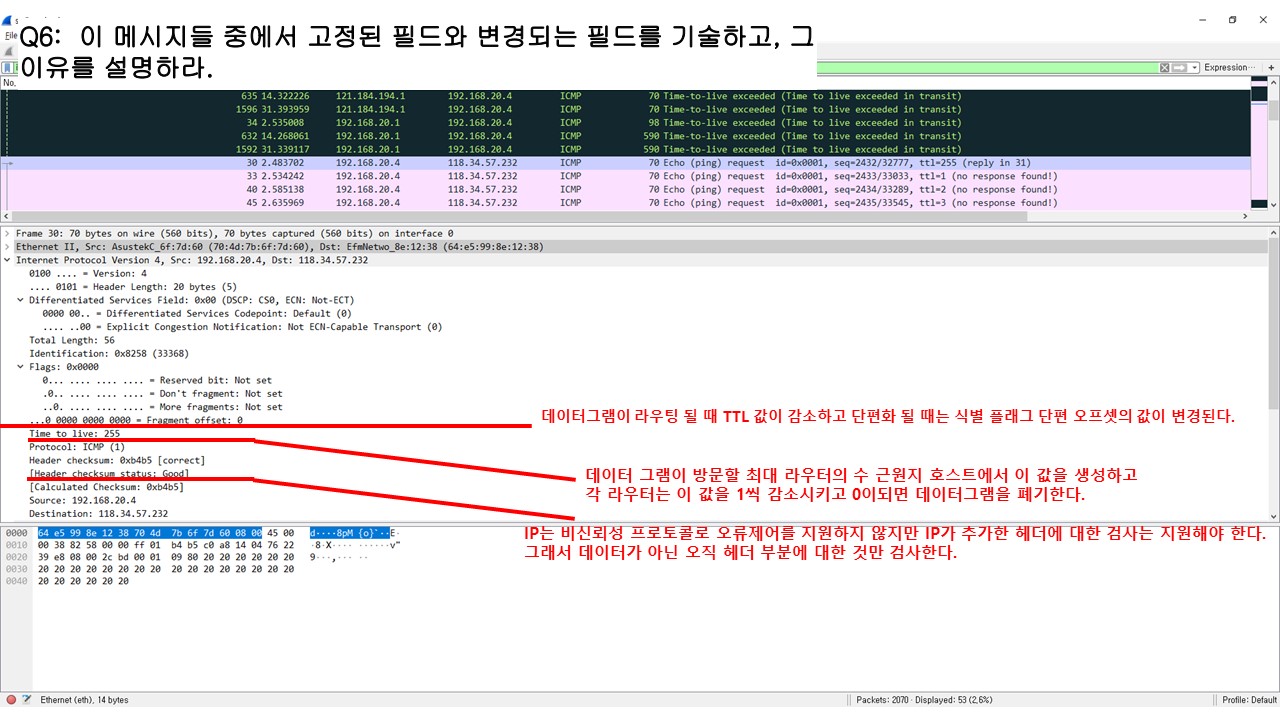 Q6: 이 메시지들 중에서 고정된 필드와 변경되는 필드를 기술하고, 그
이유를 설명하라.
Expression…
No.
635 14.322226 121.184.194.1 192.168.20.4 ICMP 70 Time-to-live exceeded (Time to live exceeded in transit)
1596 31.393959 121.184.194.1 192.168.20.4 ICMP 70 Time-to-live exceeded (Time to live exceeded in transit)
34 2.535008 192.168.20.1 192.168.20.4 ICMP 98 Time-to-live exceeded (Time to live exceeded in transit)
632 14.268061 192.168.20.1 192.168.20.4 ICMP 590 Time-to-live exceeded (Time to live exceeded in transit)
1592 31.339117 192.168.20.1 192.168.20.4 ICMP 590 Time-to-live exceeded (Time to live exceeded in transit)
30 2.483702 192.168.20.4 118.34.57.232 ICMP 70 Echo (ping) request id=0x0001, seq=2432/32777, ttl=255 (reply in 31)
33 2.534242 192.168.20.4 118.34.57.232 ICMP 70 Echo (ping) request id=0x0001, seq=2433/33033, ttl=1 (no response found!)
40 2.585138 192.168.20.4 118.34.57.232 ICMP 70 Echo (ping) request id=0x0001, seq=2434/33289, ttl=2 (no response found!)
45 2.635969 192.168.20.4 118.34.57.232 ICMP 70 Echo (ping) request id=0x0001, seq=2435/33545, ttl=3 (no response found!)
Frame 30: 70 bytes on wire (560 bits), 70 bytes captured (560 bits) on interface 0
Ethernet II, Src: AsustekC_6f:7d:60 (70:4d:7b:6f:7d:60), Dst: EfmNetwo_8e:12:38 (64:e5:99:8e:12:38)
Internet Protocol Version 4, Src: 192.168.20.4, Dst: 118.34.57.232
0100 .... = Version: 4
.... 0101 = Header Length: 20 bytes (5)
Differentiated Services Field: 0x00 (DSCP: CS0, ECN: Not-ECT)
0000 00.. = Differentiated Services Codepoint: Default (0)
.... ..00 = Explicit Congestion Notification: Not ECN-Capable Transport (0)
Total Length: 56
Identification: 0x8258 (33368)
Flags: 0x0000
0... .... .... .... = Reserved bit: Not set
.0.. .... .... .... = Don't fragment: Not set
..0. .... .... .... = More fragments: Not set
...0 0000 0000 0000 = Fragment offset: 0
데이터그램이 라우팅 될 때 TTL 값이 감소하고 단편화 될 때는 식별 플래그 단편 오프셋의 값이 변경된다.
Time to live: 255
Protocol: ICMP (1)
Header checksum: 0xb4b5 [correct]
[Header checksum status: Good]
[Calculated Checksum: 0xb4b5]
Source: 192.168.20.4
Destination: 118.34.57.232
데이터 그램이 방문할 최대 라우터의 수 근원지 호스트에서 이 값을 생성하고
각 라우터는 이 값을 1씩 감소시키고 0이되면 데이터그램을 폐기한다.
IP는 비신뢰성 프로토콜로 오류제어를 지원하지 않지만 IP가 추가한 헤더에 대한 검사는 지원해야 한다.
그래서 데이터가 아닌 오직 헤더 부분에 대한 것만 검사한다.
0000 64 e5 99 8e 12 38 70 4d 7b 6f 7d 60 08 00 45 00 d····8pM {o}`··E·
0010 00 38 82 58 00 00 ff 01 b4 b5 c0 a8 14 04 76 22 ·8·X···· ······v"
0020 39 e8 08 00 2c bd 00 01 09 80 20 20 20 20 20 20 9···,··· ··
0030 20 20 20 20 20 20 20 20 20 20 20 20 20 20 20 20
0040 20 20 20 20 20 20
Ethernet (eth), 14 bytes
Packets: 2070 · Displayed: 53 (2,6%)
Profile: Default